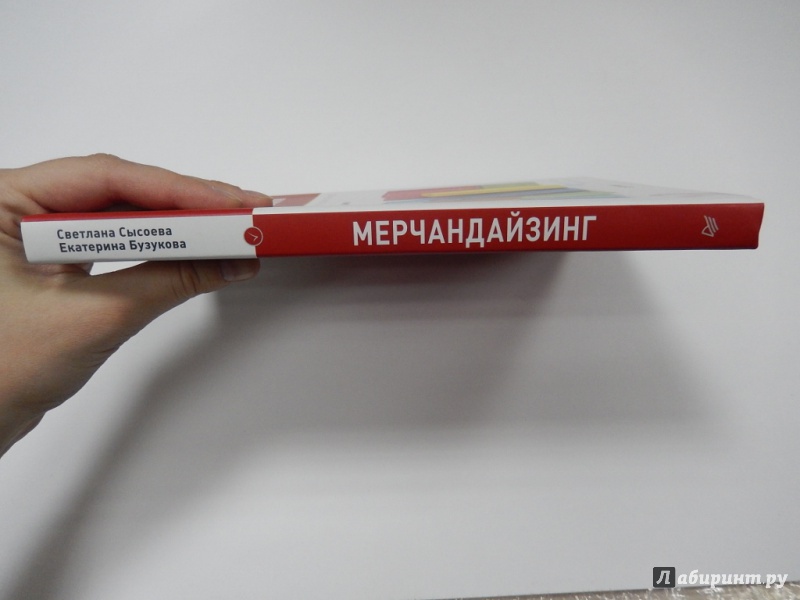 Светлана Сысоева
Екатерина Бузукова
МЕРЧАНДАЙЗИНГ
Лабиринт.ру